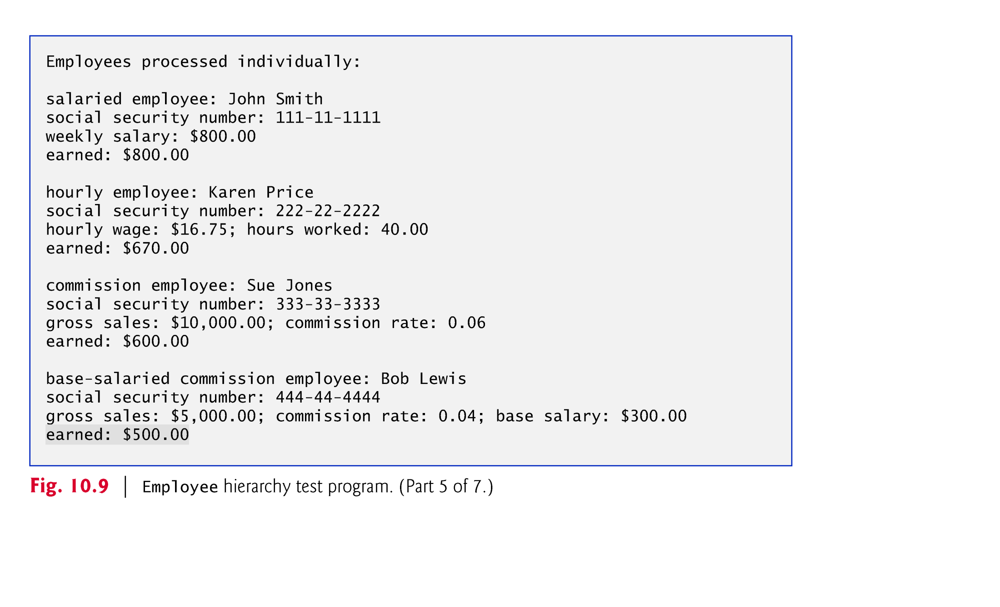 Employees processed individually:
salaried employee: John Smith
social security number: 111-11-1111
weekly salary: $800.00
earned: $800.00
hourly employee: Karen Price
social security number: 222-22-2222
hourly wage: $16.75; hours worked: 40.00
earned: $670.00
commission employee: Sue Jones
social security number: 333-33-3333
gross sales: $10,000.00; commission rate: 0.06
earned: $600.00
base-salaried commission employee: Bob Lewis
social security number: 444-44-4444
gross sales: $5,000.00; commission rate: 0.04; base salary: $300.00
earned: $500.00
Fig. 10.9 | Employee hierarchy test program. (Part 5 of 7.)